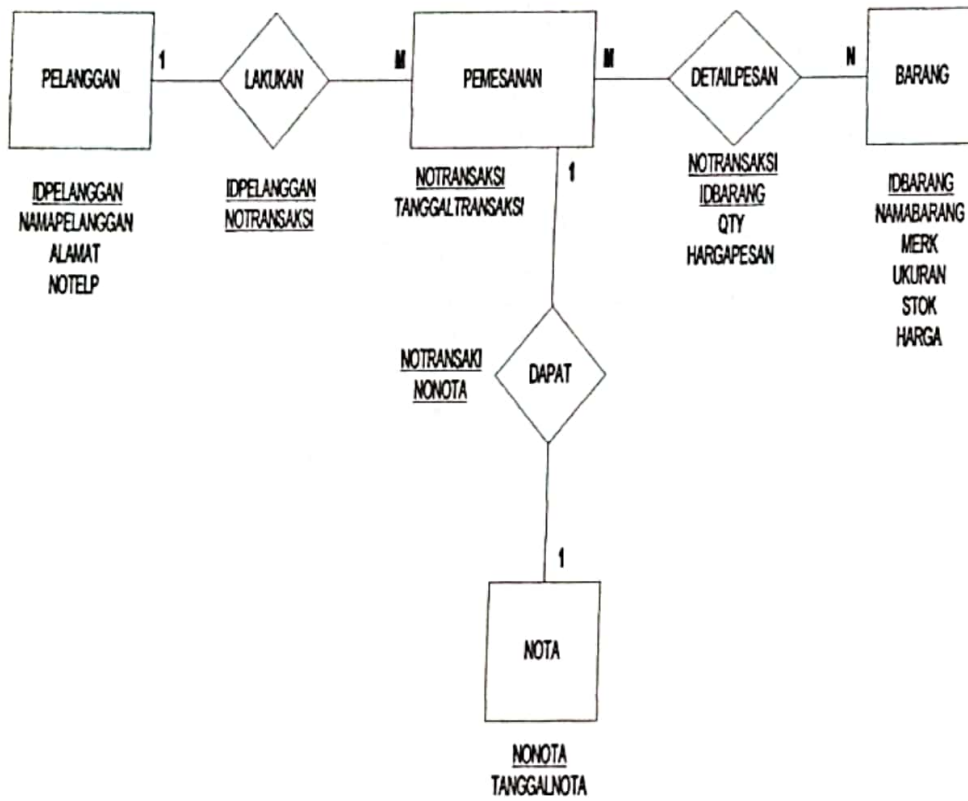 PELANGGAN
1
LAKUKAN
M
PEMESANAN
M
DETAILPESAN
N
BARANG
IDPELANGGAN
NAMAPELANGGAN
ALAMAT
NOTELP
IDPELANGGAN
NOTRANSAKSI
NOTRANSAKSI
TANGGALTRANSAKSI
1
NOTRANSAKSI
IDBARANG
QTY
HARGAPESAN
IDBARANG
NAMABARANG
MERK
UKURAN
STOK
HARGA
NOTRANSAKI
NONOTA
DAPAT
1
NOTA
NONOTA
TANGGALNOTA